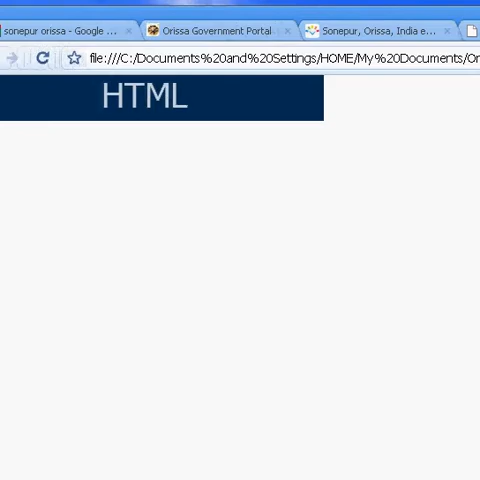 sonepur orissa - Google ...
Orissa Government Portal
Sonepur, Orissa, India e...
file:///C:/Documents%20and%20Settings/HOME/My%20Documents/Or
HTML